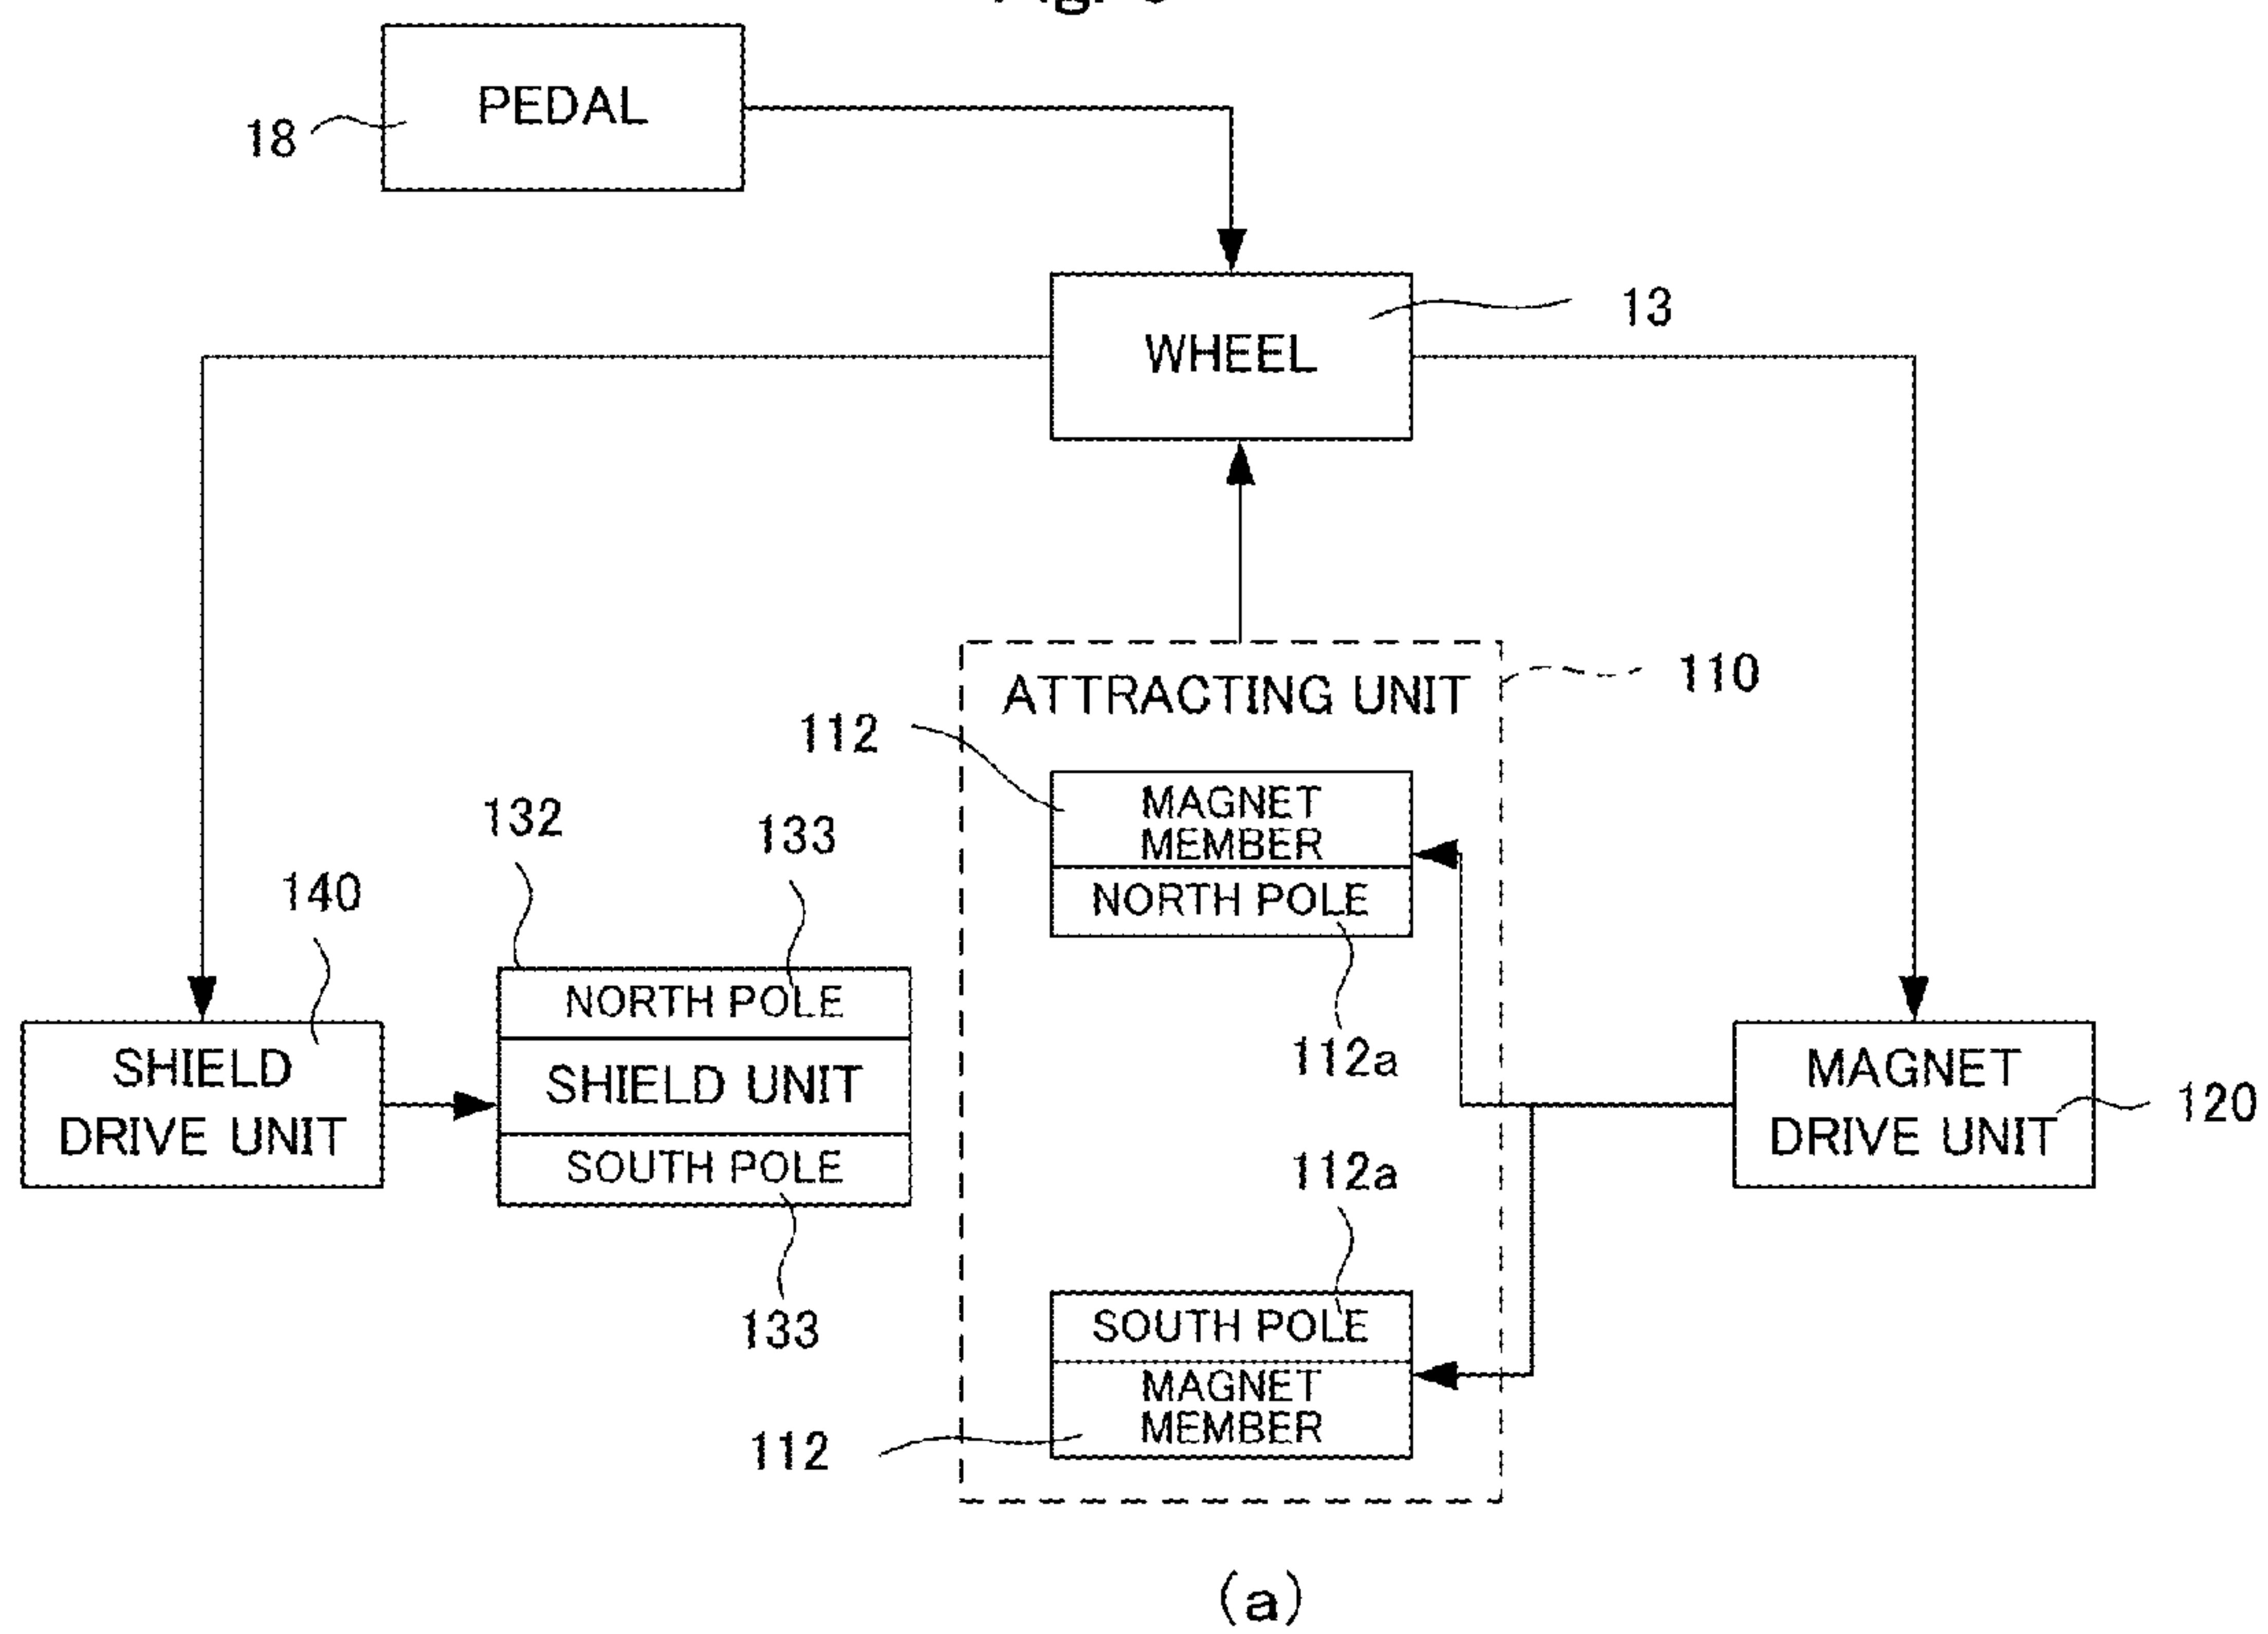 PEDAL
18
WHEEL
13
ATTRACTING UNIT
110
112
MAGNET
MEMBER
NORTH POLE
112a
132
133
140
NORTH POLE
SHIELD UNIT
SOUTH POLE
133
SHIELD
DRIVE UNIT
MAGNET
DRIVE UNIT
120
112a
SOUTH POLE
MAGNET
MEMBER
112
(a)